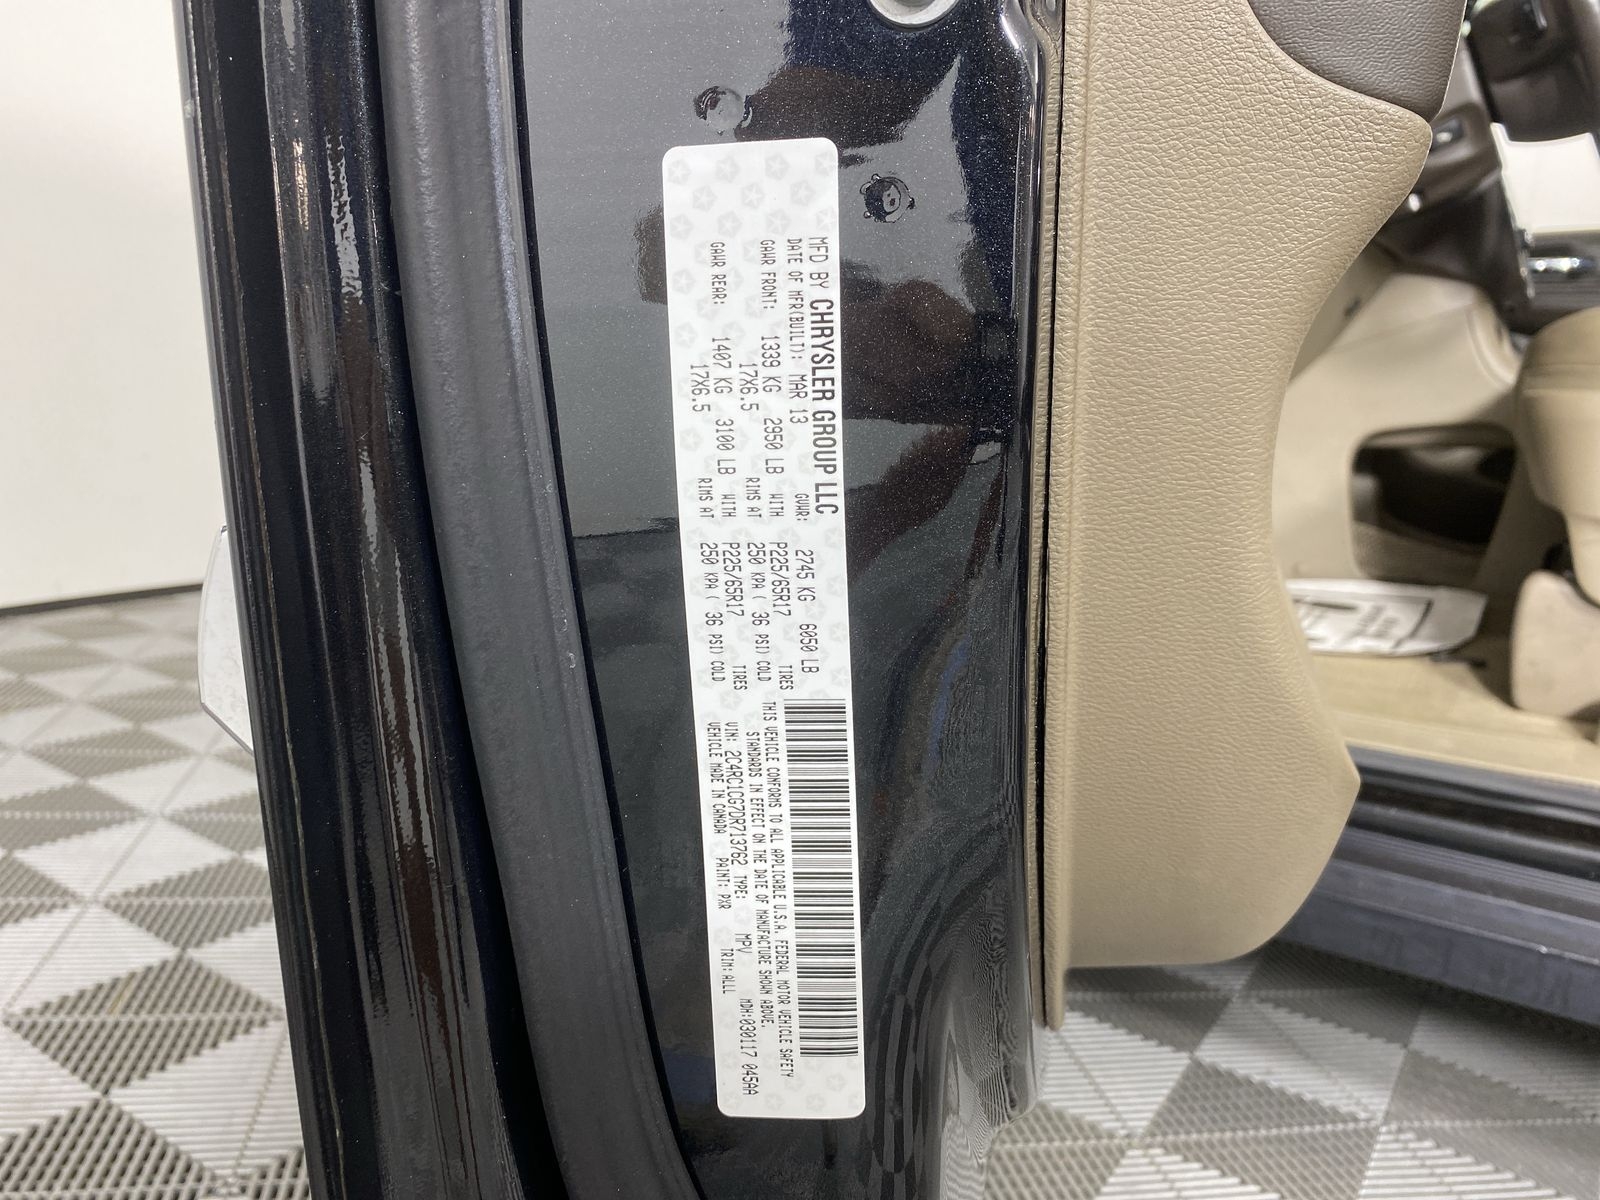 MFD BY CHRYSLER GROUP LLC
DATE OF MFR(BUILT): MAR 13 GVWR: 2745 KG 6050 LB
GAWR FRONT: 1339 KG 2950 LB WITH P225/65R17 TIRES
17X6.5 RIMS AT 250 KPA ( 36 PSI) COLD
GAWR REAR: 1407 KG 3100 LB WITH P225/65R17 TIRES
17X6.5 RIMS AT 250 KPA ( 36 PSI) COLD
THIS VEHICLE CONFORMS TO ALL APPLICABLE U.S.A. FEDERAL MOTOR VEHICLE SAFETY
STANDARDS IN EFFECT ON THE DATE OF MANUFACTURE SHOWN ABOVE.
VIN: 2C4RC1CG7DR713762 TYPE: MPV MDH:030117 045AA
VEHICLE MADE IN CANADA PAINT: PXR TRIM: ALLL